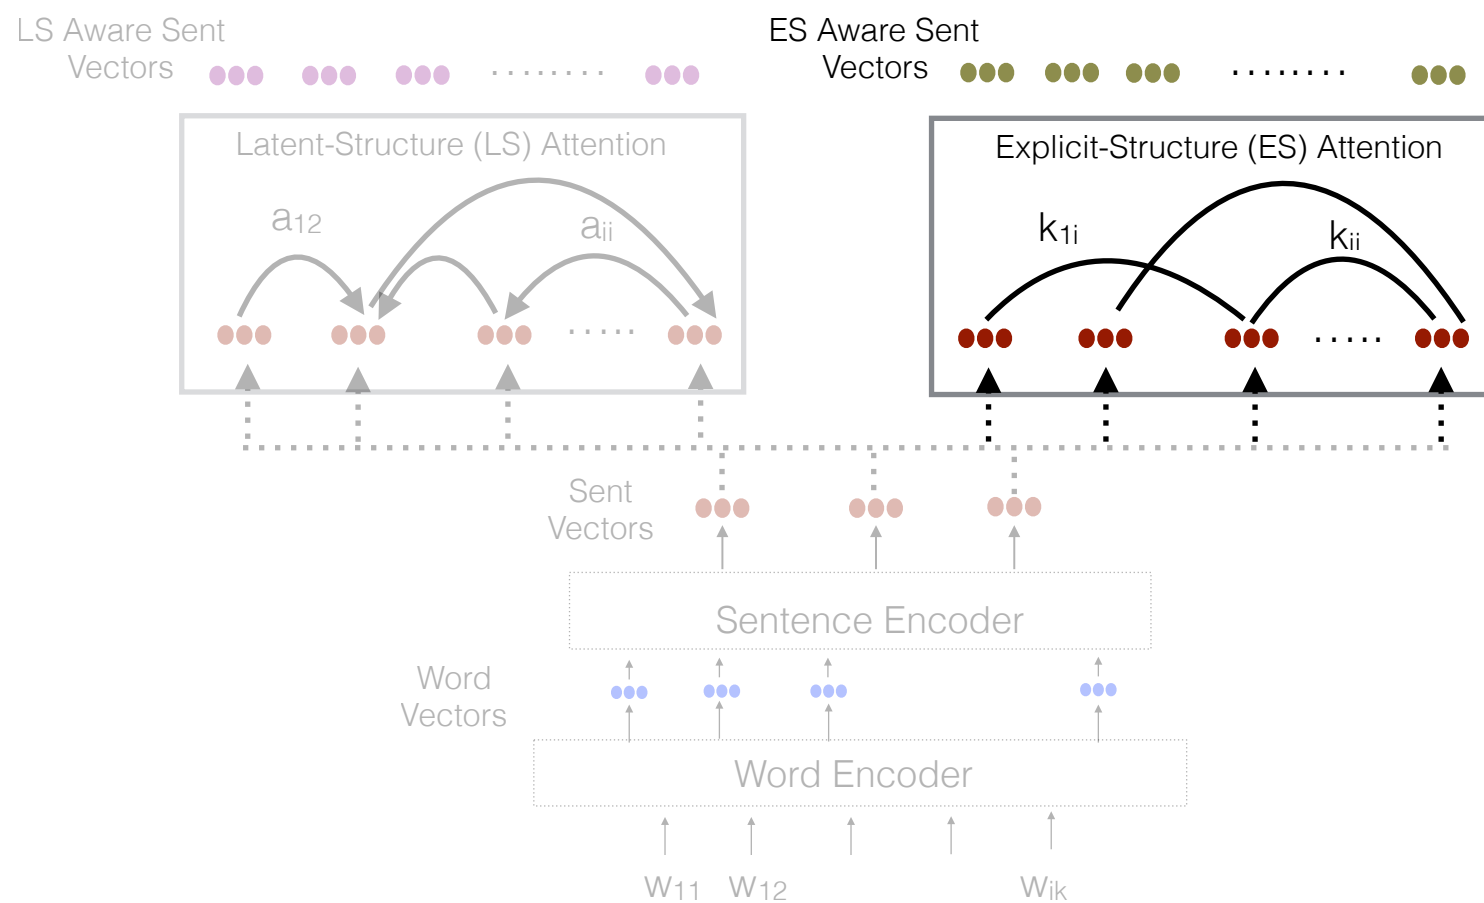 LS Aware Sent
Vectors
ES Aware Sent
Vectors
Latent-Structure (LS) Attention
Explicit-Structure (ES) Attention
a12
aii
k1i
kii
Sent
Vectors
Sentence Encoder
Word
Vectors
Word Encoder
w11 w12 wik